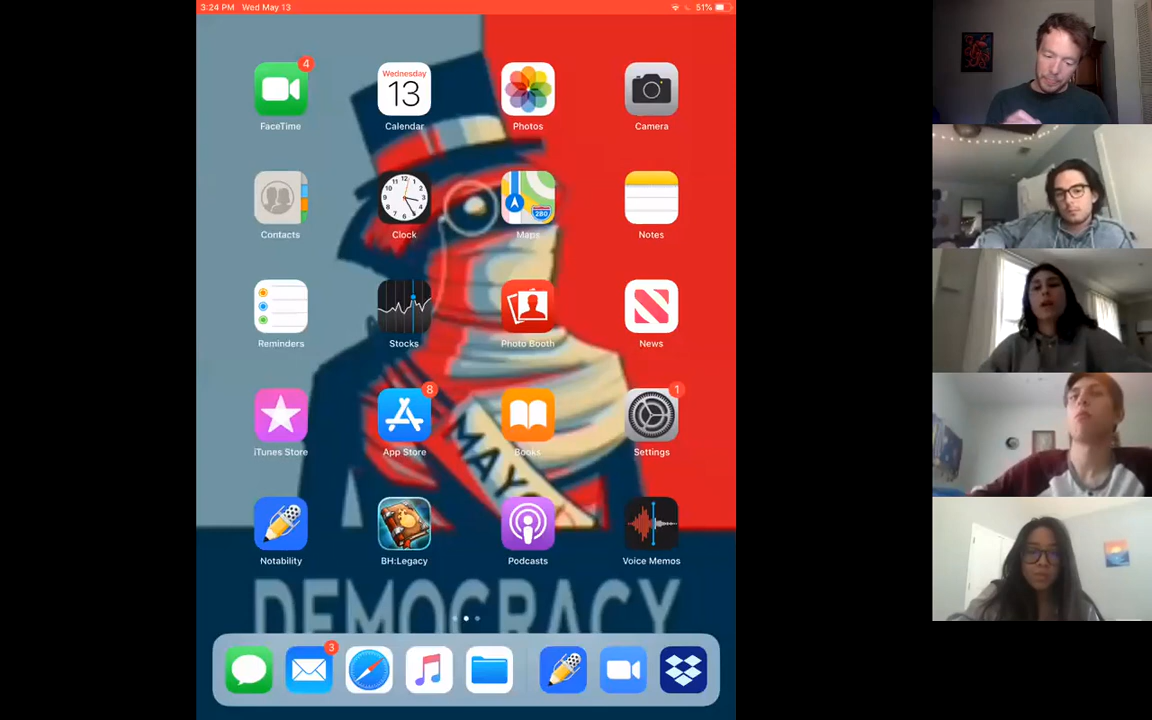 3:24 PM Wed May 13
51%
4
Wednesday
13
FaceTime
Calendar
Photos
Camera
280
Contacts
Clock
Maps
Notes
Reminders
Stocks
Photo Booth
News
8
1
iTunes Store
App Store
Books
Settings
MAYO
Notability
BH:Legacy
Podcasts
Voice Memos
DEMOCRACY
3